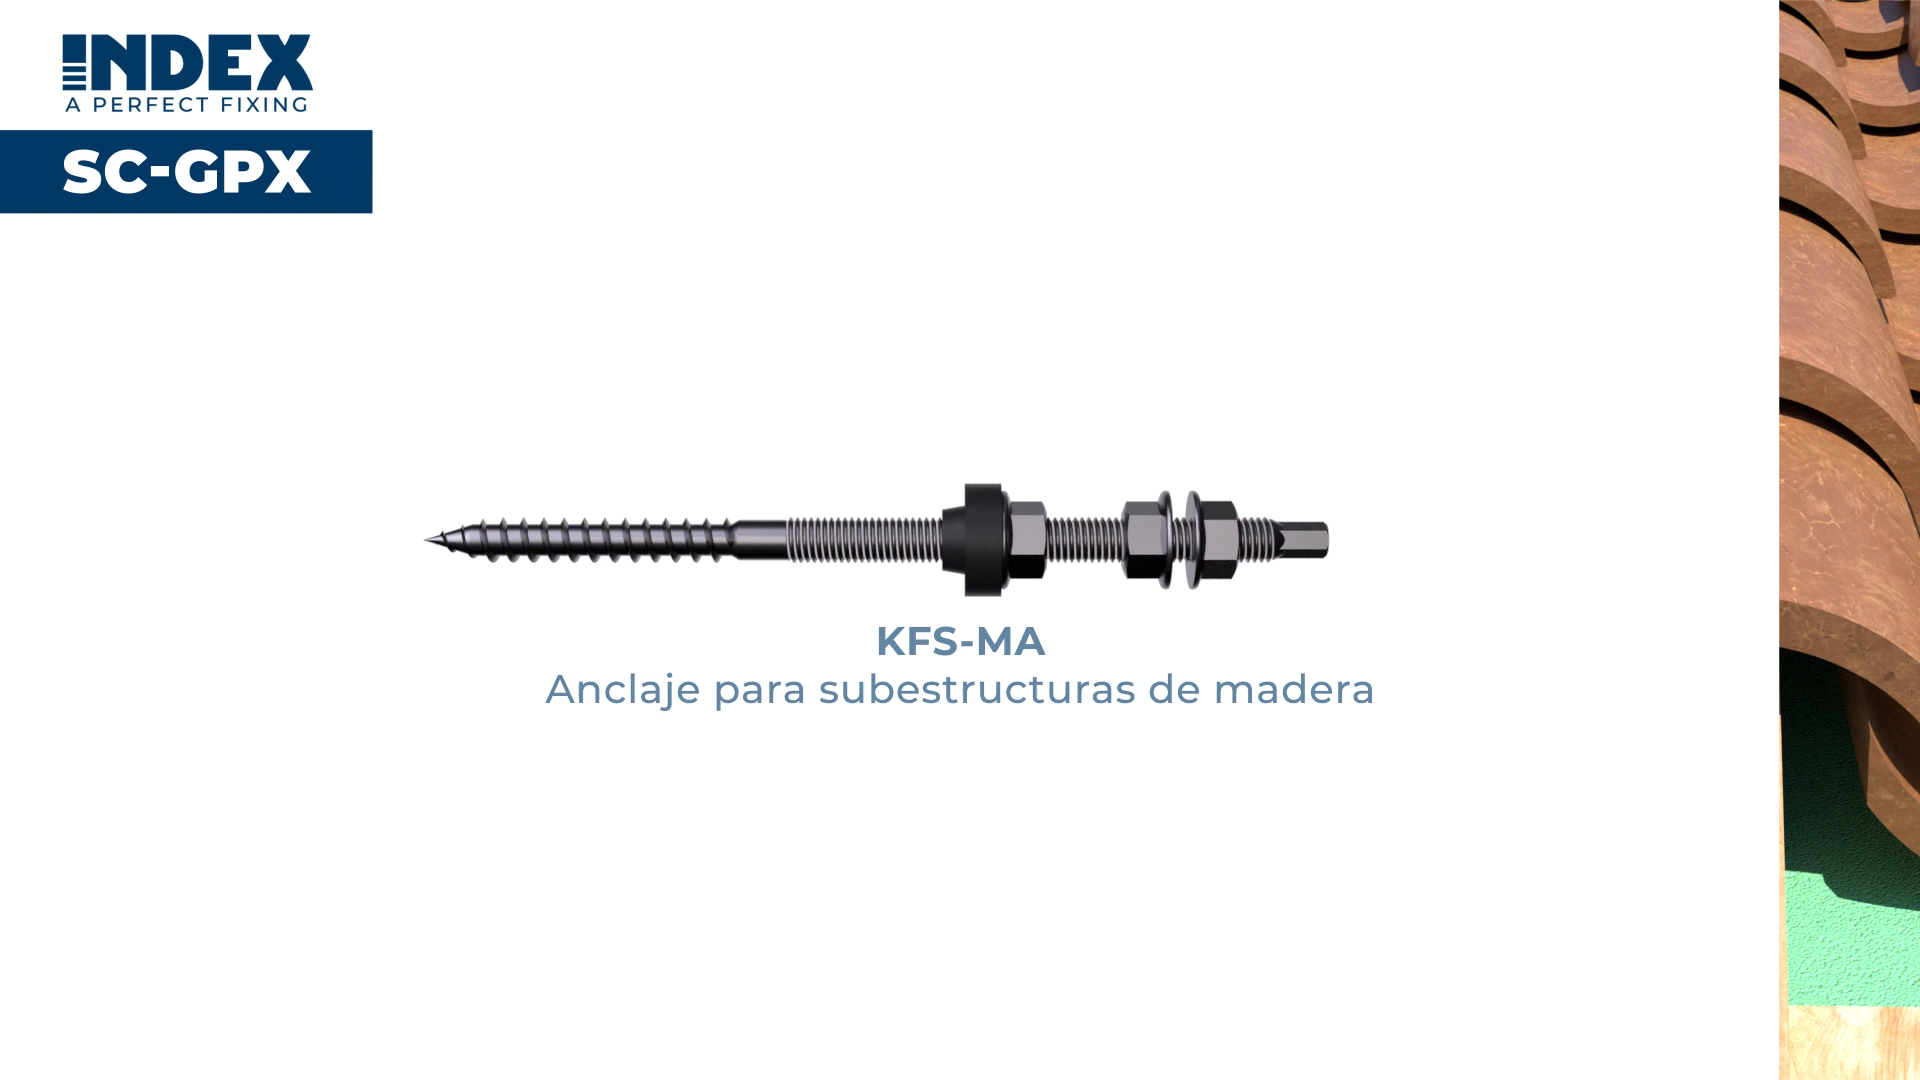 INDEX
A PERFECT FIXING
SC-GPX
KFS-MA
Anclaje para subestructuras de madera